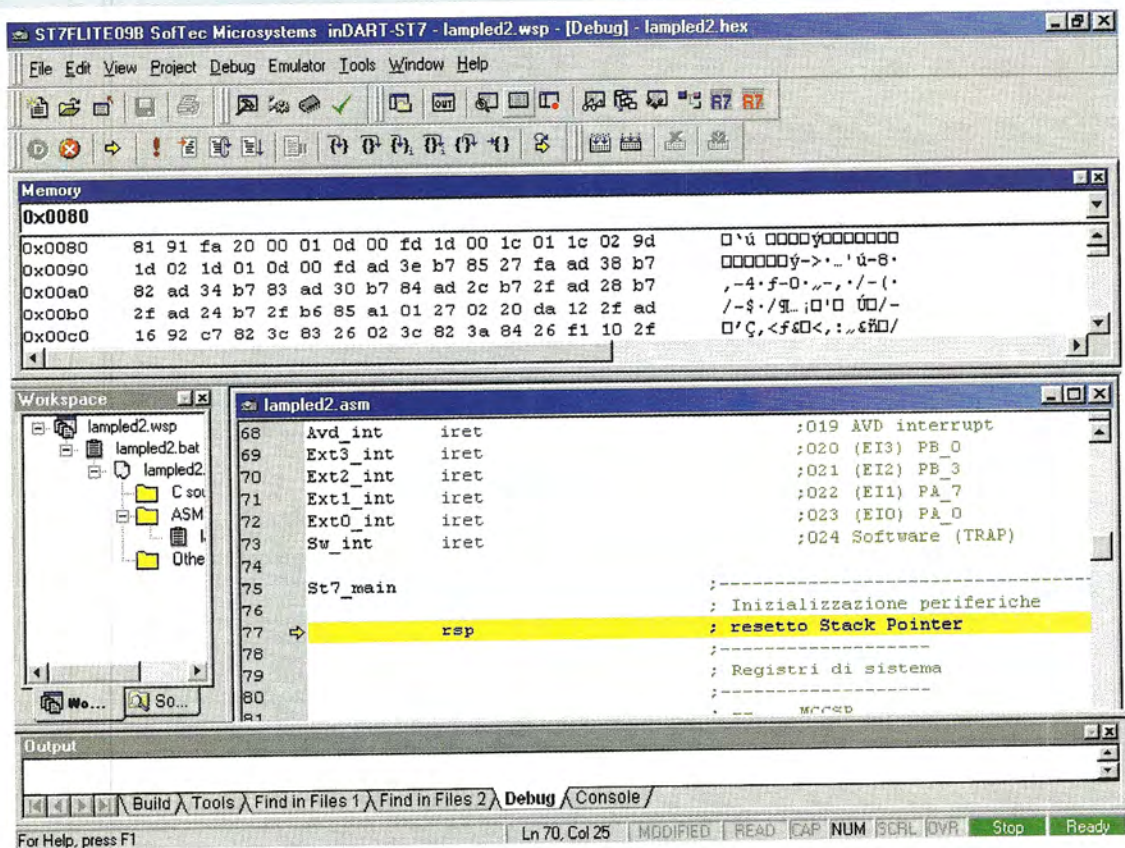 ST7FLITE09B SofTec Microsystems inDART-ST7 - lampled2.wsp - [Debug] - lampled2.hex
File Edit View Project Debug Emulator Tools Window Help
OUT R7 R7
Memory
0x0080
0x0080 81 91 fa 20 00 01 0d 00 fd 1d 00 1c 01 1c 02 9d
0x0090 1d 02 1d 01 0d 00 fd ad 3e b7 85 27 fa ad 38 b7
0x00a0 82 ad 34 b7 83 ad 30 b7 84 ad 2c b7 2f ad 28 b7
0x00b0 2f ad 24 b7 2f b6 85 a1 01 27 02 20 da 12 2f ad
0x00c0 16 92 c7 82 3c 83 26 02 3c 82 3a 84 26 f1 10 2f
Workspace
lampled2.wsp
lampled2.bat
lampled2.
C sou
ASM
Othe
Wo... So...
lampled2.asm
68 Avd_int iret ;019 AVD interrupt
69 Ext3_int iret ;020 (EI3) PB_0
70 Ext2_int iret ;021 (EI2) PB_3
71 Ext1_int iret ;022 (EI1) PA_7
72 Ext0_int iret ;023 (EI0) PA_0
73 Sw_int iret ;024 Software (TRAP)
74
75 St7_main ;------------------------------------
76 ; Inizializzazione periferiche
77 rsp ; resetto Stack Pointer
78 ;-------------------
79 ; Registri di sistema
80 ;-------------------
81
Output
Build Tools Find in Files 1 Find in Files 2 Debug Console
For Help, press F1 Ln 70, Col 25 MODIFIED READ CAP NUM SCRL OVR Stop Ready